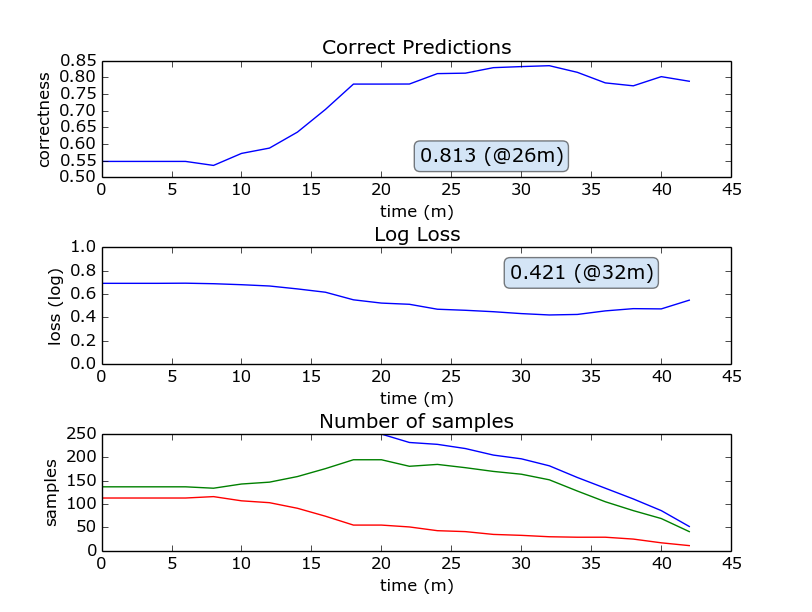 Correct Predictions
correctness
0.85
0.80
0.75
0.70
0.65
0.60
0.55
0.50
0.813 (@26m)
0 5 10 15 20 25 30 35 40 45
time (m)
Log Loss
loss (log)
1.0
0.8
0.6
0.4
0.2
0.0
0.421 (@32m)
0 5 10 15 20 25 30 35 40 45
time (m)
Number of samples
samples
250
200
150
100
50
0
0 5 10 15 20 25 30 35 40 45
time (m)